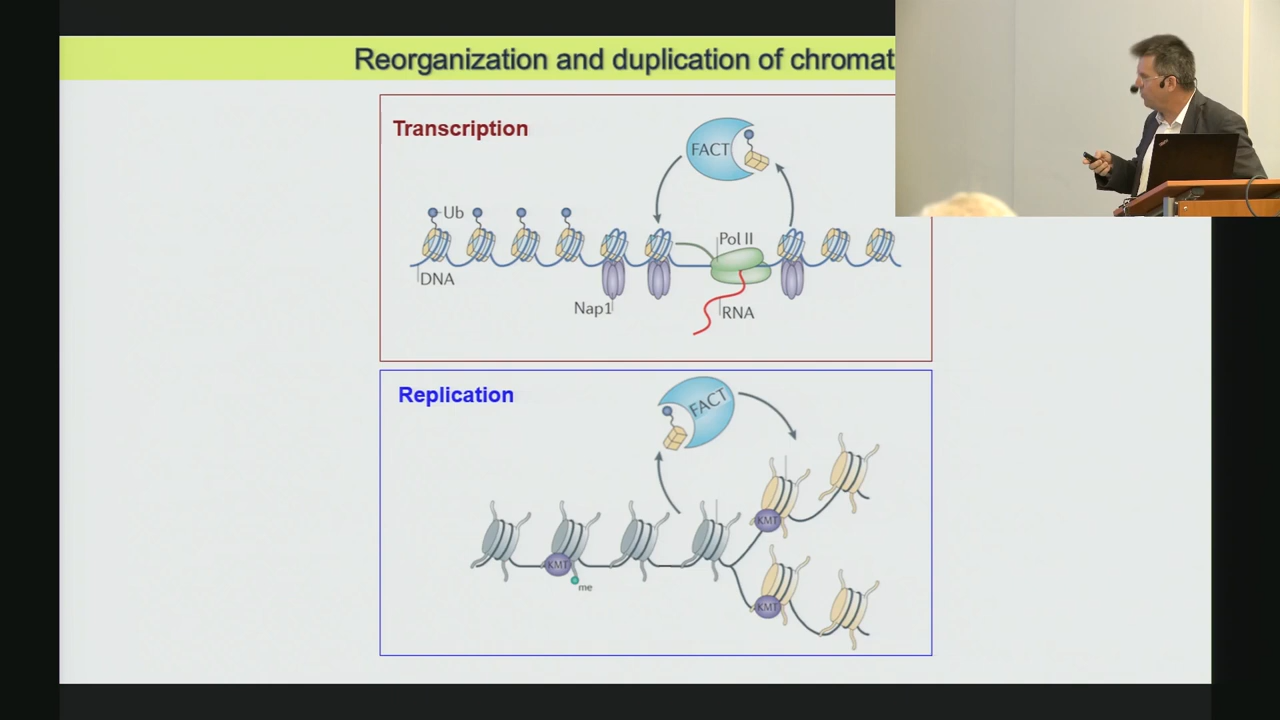 Reorganization and duplication of chromat
Transcription
FACT
Ub
Pol II
DNA
Nap1
RNA
Replication
FACT
KMT
KMT
me
KMT